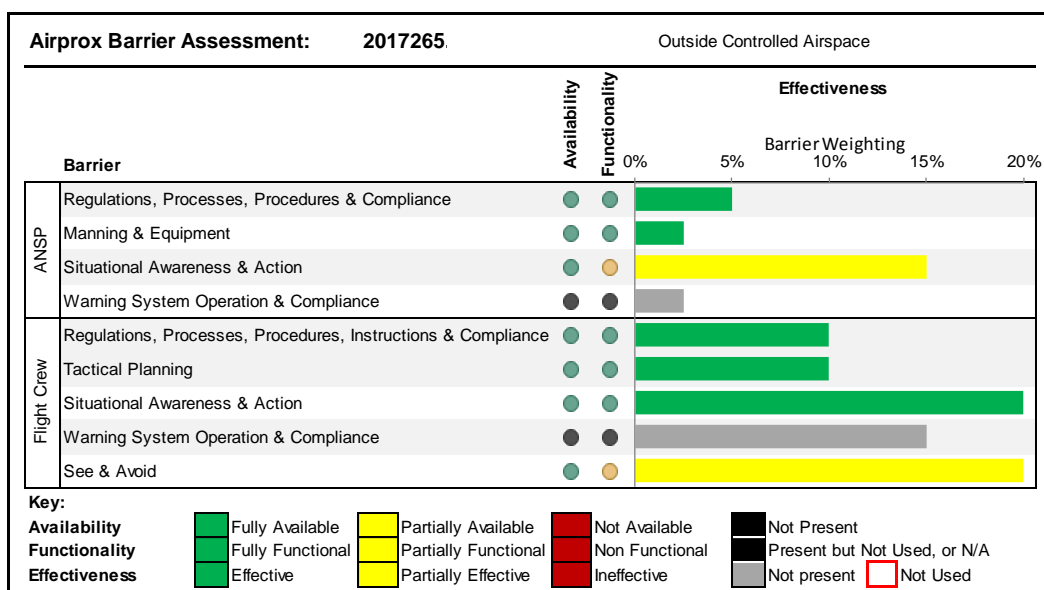 Airprox Barrier Assessment: 2017265. Outside Controlled Airspace
Availability
Functionality
Effectiveness
Barrier Weighting
Barrier
0% 5% 10% 15% 20%
ANSP
Regulations, Processes, Procedures & Compliance
Manning & Equipment
Situational Awareness & Action
Warning System Operation & Compliance
Flight Crew
Regulations, Processes, Procedures, Instructions & Compliance
Tactical Planning
Situational Awareness & Action
Warning System Operation & Compliance
See & Avoid
Key:
Availability Fully Available Partially Available Not Available Not Present
Functionality Fully Functional Partially Functional Non Functional Present but Not Used, or N/A
Effectiveness Effective Partially Effective Ineffective Not present Not Used